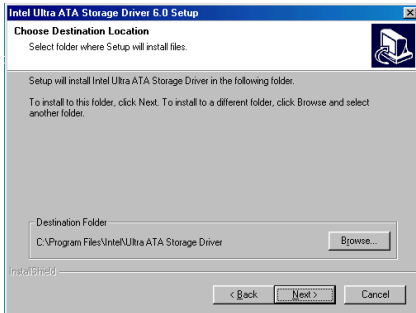 Intel Ultra ATA Storage Driver 6.0 Setup
Choose Destination Location
Select folder where Setup will install files.
Setup will install Intel Ultra ATA Storage Driver in the following folder.
To install to this folder, click Next. To install to a different folder, click Browse and select
another folder.
Destination Folder
C:\Program Files\Intel\Ultra ATA Storage Driver
Browse...
InstallShield
< Back
Next >
Cancel